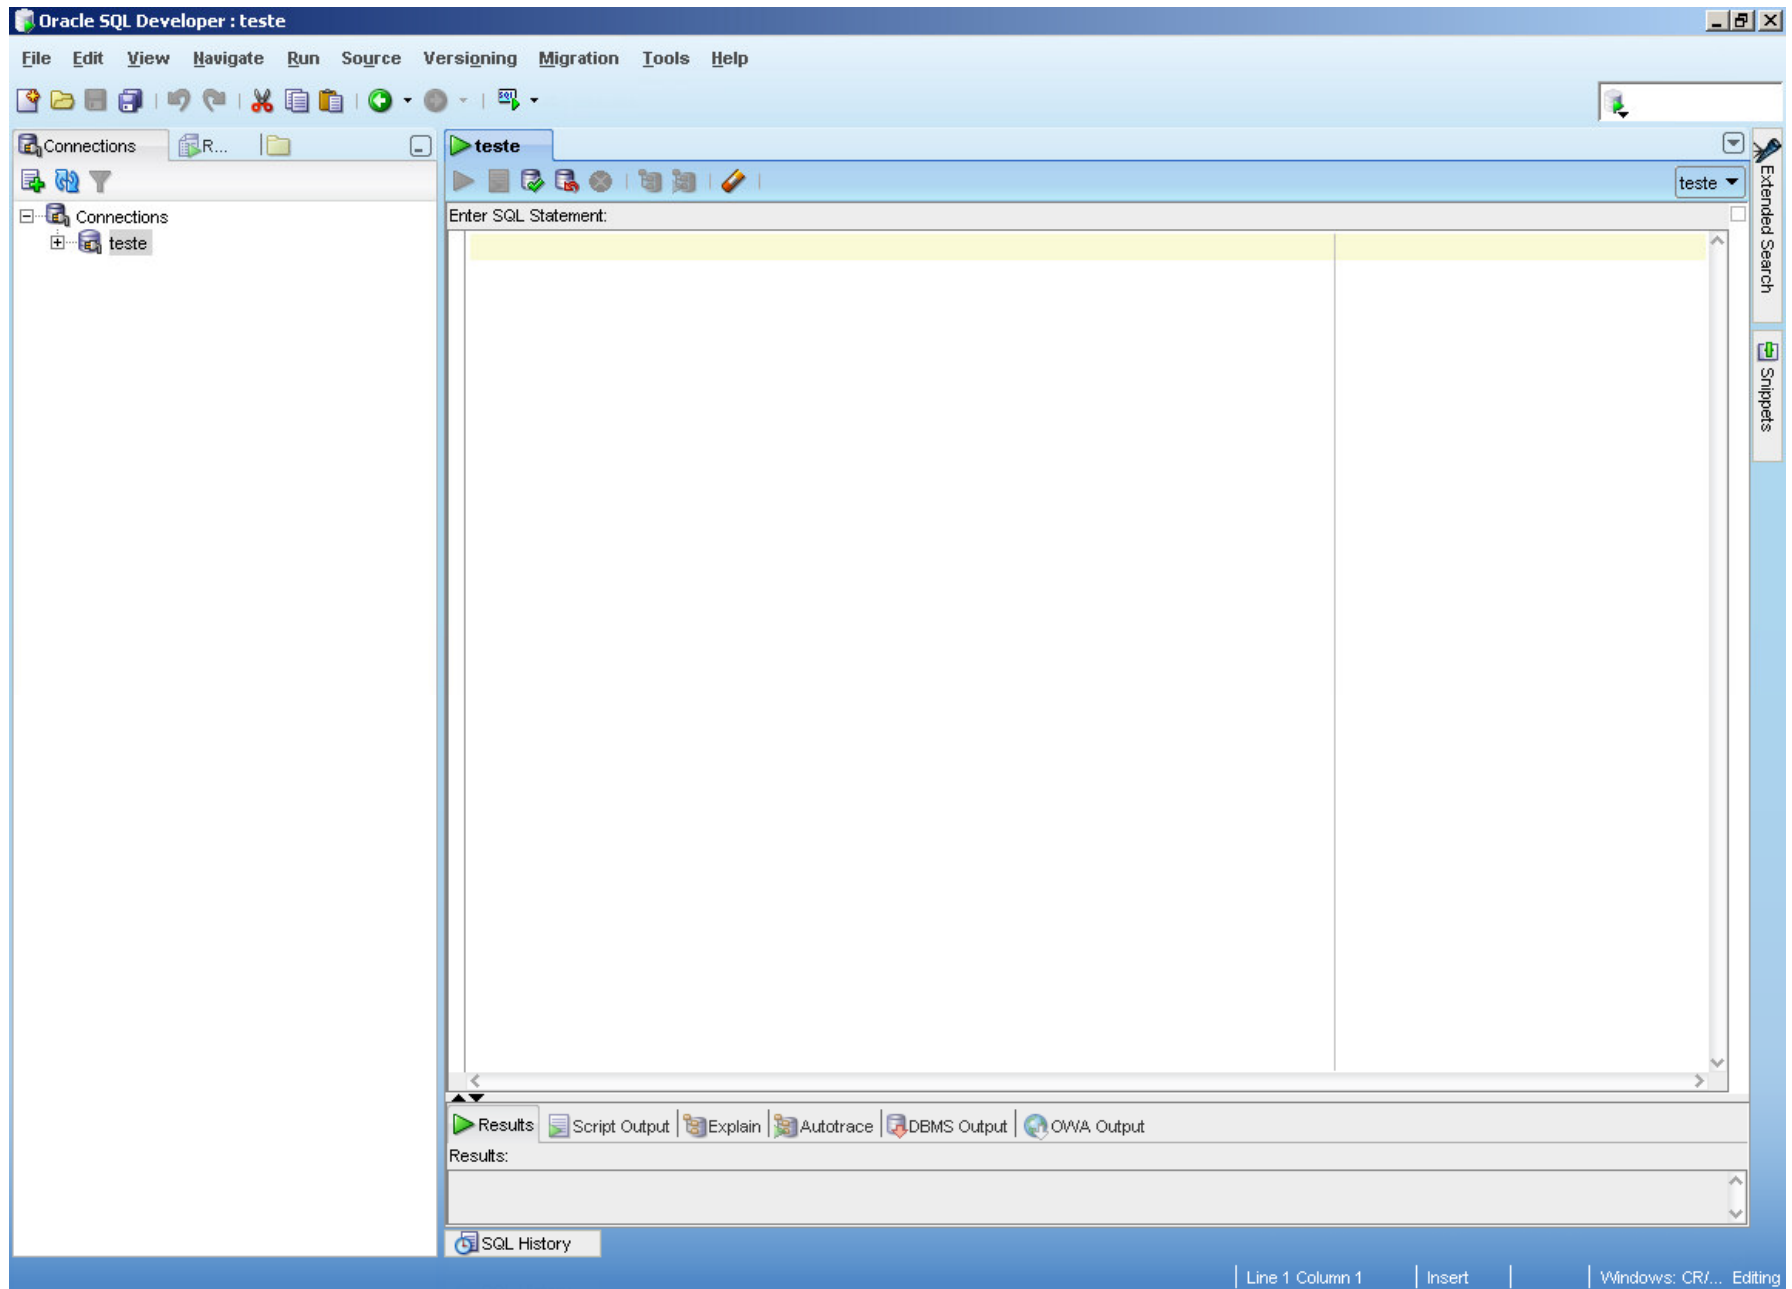 Oracle SQL Developer : teste
File Edit View Navigate Run Source Versioning Migration Tools Help
Connections R...
teste
teste
Connections
teste
Enter SQL Statement:
Extended Search
Snippets
Results Script Output Explain Autotrace DBMS Output OWA Output
Results:
SQL History
Line 1 Column 1 Insert Windows: CR/... Editing